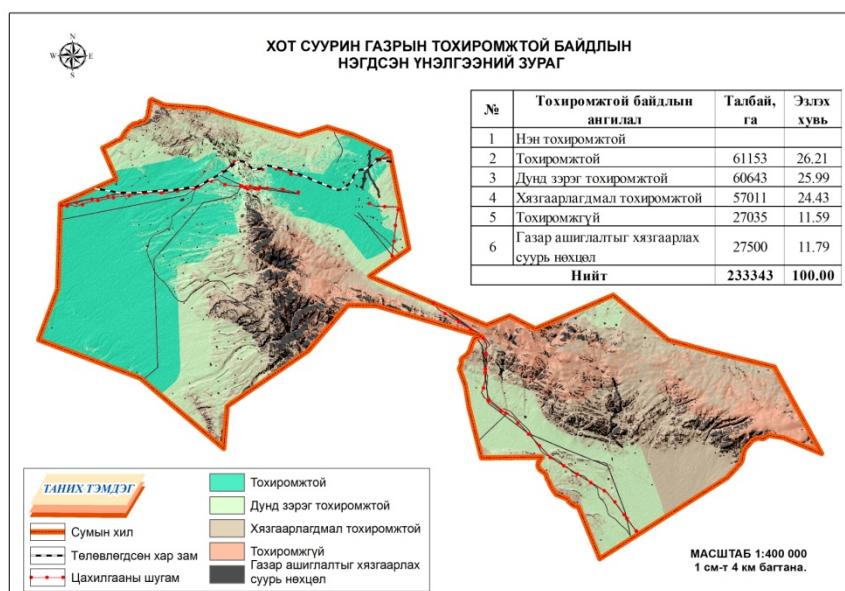 ХОТ СУУРИН ГАЗРЫН ТОХИРОМЖТОЙ БАЙДЛЫН
НЭГДСЭН ҮНЭЛГЭЭНИЙ ЗУРАГ
N
W E
S
№ Тохиромжтой байдлын ангилал Талбай, га Эзлэх хувь
1 Нэн тохиромжтой
2 Тохиромжтой 61153 26.21
3 Дунд зэрэг тохиромжтой 60643 25.99
4 Хязгаарлагдмал тохиромжтой 57011 24.43
5 Тохиромжгүй 27035 11.59
6 Газар ашиглалтыг хязгаарлах суурь нөхцөл 27500 11.79
Нийт 233343 100.00
ТАНИХ ТЭМДЭГ
Сумын хил
Төлөвлөгдсөн хар зам
Цахилгааны шугам
Тохиромжтой
Дунд зэрэг тохиромжтой
Хязгаарлагдмал тохиромжтой
Тохиромжгүй
Газар ашиглалтыг хязгаарлах
суурь нөхцөл
МАСШТАБ 1:400 000
1 см-т 4 км багтана.